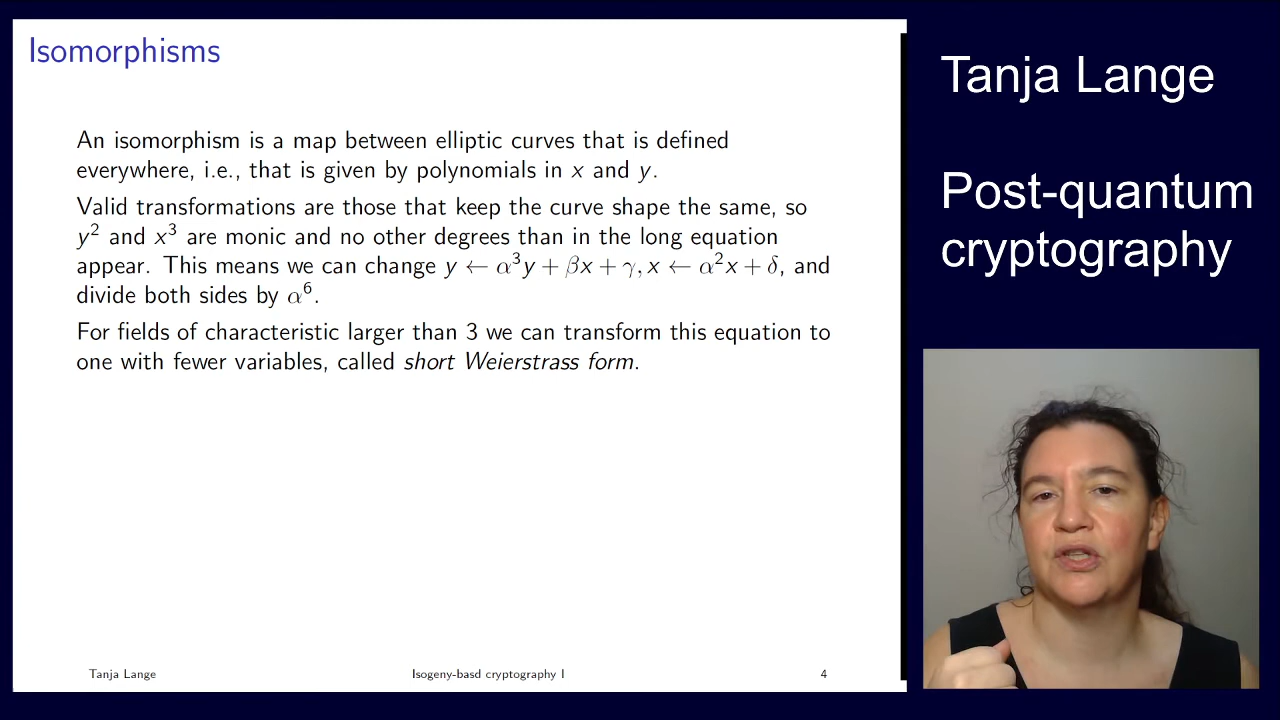 Isomorphisms
An isomorphism is a map between elliptic curves that is defined
everywhere, i.e., that is given by polynomials in x and y.
Valid transformations are those that keep the curve shape the same, so
y² and x³ are monic and no other degrees than in the long equation
appear. This means we can change y ← α³y + βx + γ, x ← α²x + δ, and
divide both sides by α⁶.
For fields of characteristic larger than 3 we can transform this equation to
one with fewer variables, called short Weierstrass form.
Tanja Lange
Isogeny-basd cryptography I
4
Tanja Lange
Post-quantum
cryptography